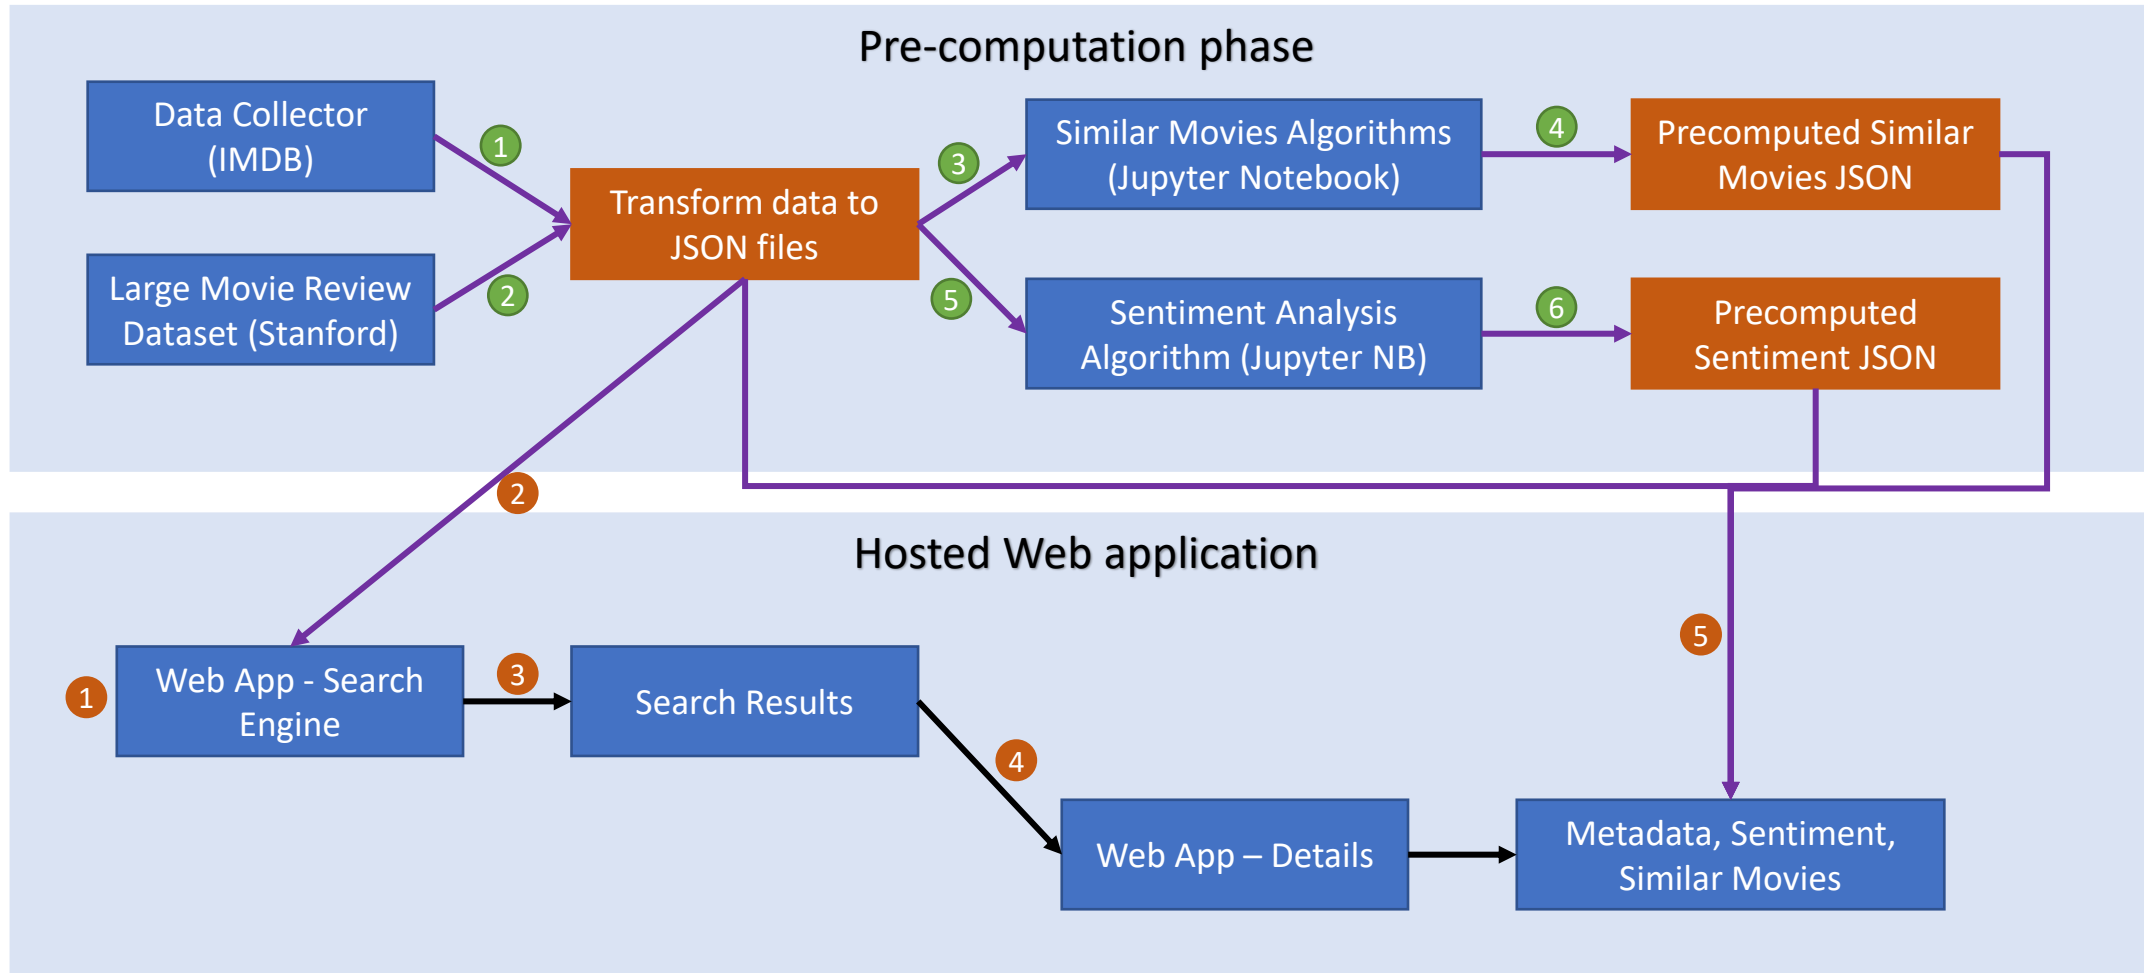 Pre-computation phase
Data Collector
(IMDB)
1
Large Movie Review
Dataset (Stanford)
2
Transform data to
JSON files
3
Similar Movies Algorithms
(Jupyter Notebook)
4
Precomputed Similar
Movies JSON
5
Sentiment Analysis
Algorithm (Jupyter NB)
6
Precomputed
Sentiment JSON
2
Hosted Web application
1
Web App - Search
Engine
3
Search Results
4
Web App – Details
5
Metadata, Sentiment,
Similar Movies